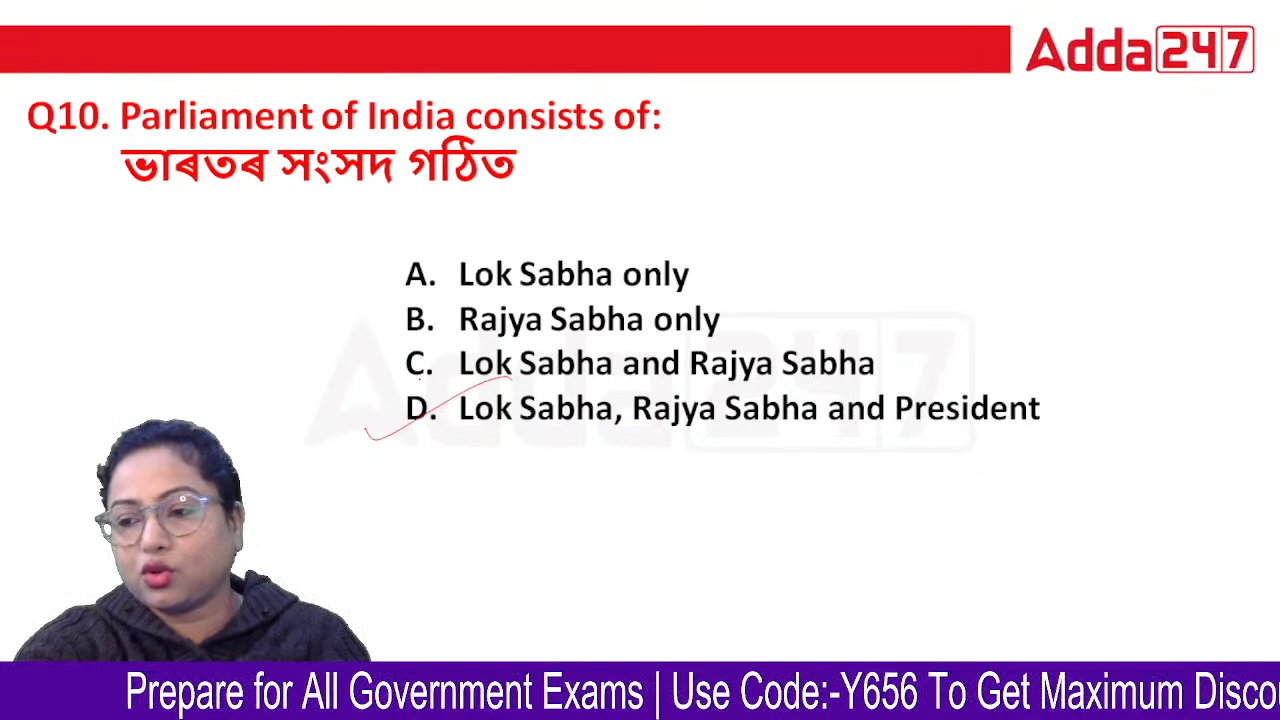 Adda247
Q10. Parliament of India consists of:
ভাৰতৰ সংসদ গঠিত
A. Lok Sabha only
B. Rajya Sabha only
C. Lok Sabha and Rajya Sabha
D. Lok Sabha, Rajya Sabha and President
Prepare for All Government Exams | Use Code:-Y656 To Get Maximum Disco